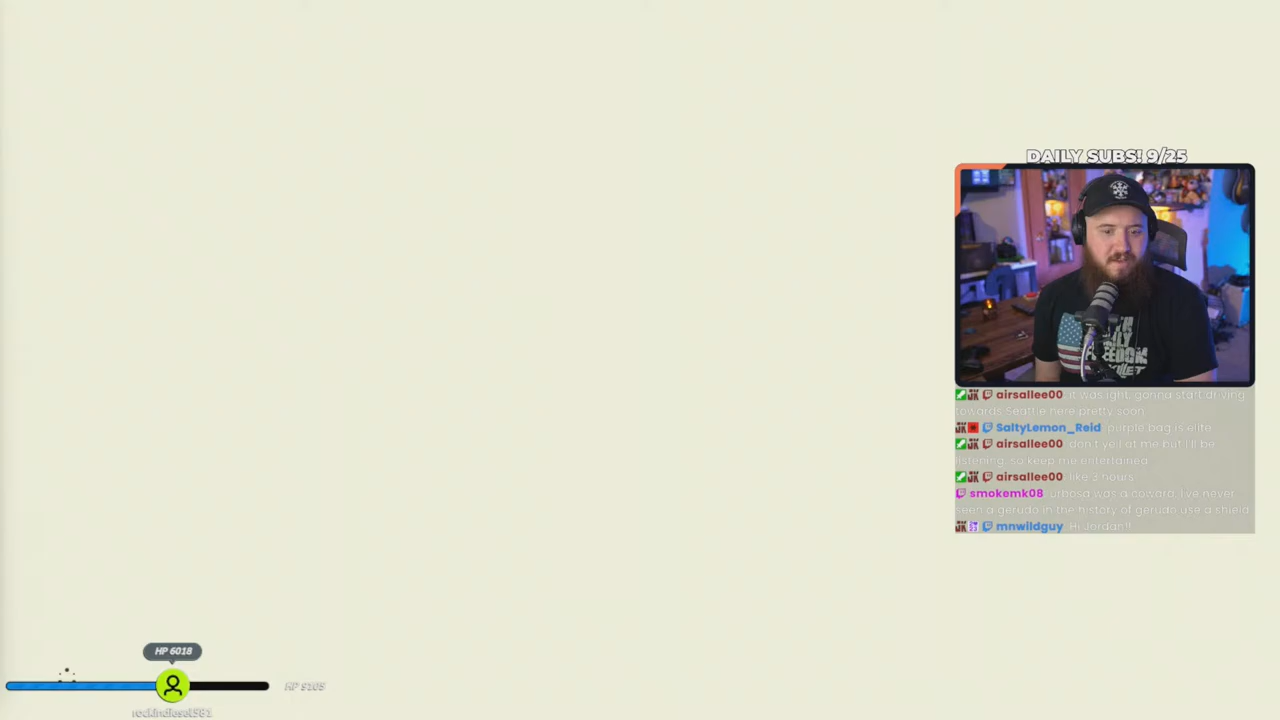 DAILY SUBS! 9/25
airsallee00: it was ight, gonna start driving
towards Seattle here pretty soon
SaltyLemon_Reid: purple bag is elite
airsallee00: don't yell at me but I'll be
listening, so keep me entertained
airsallee00: like 3 hours
smokemk08: urbosa was a coward, I've never
seen a gerudo in the history of gerudo use a shield
mnwildguy: Hi Jordan!!
HP 6018